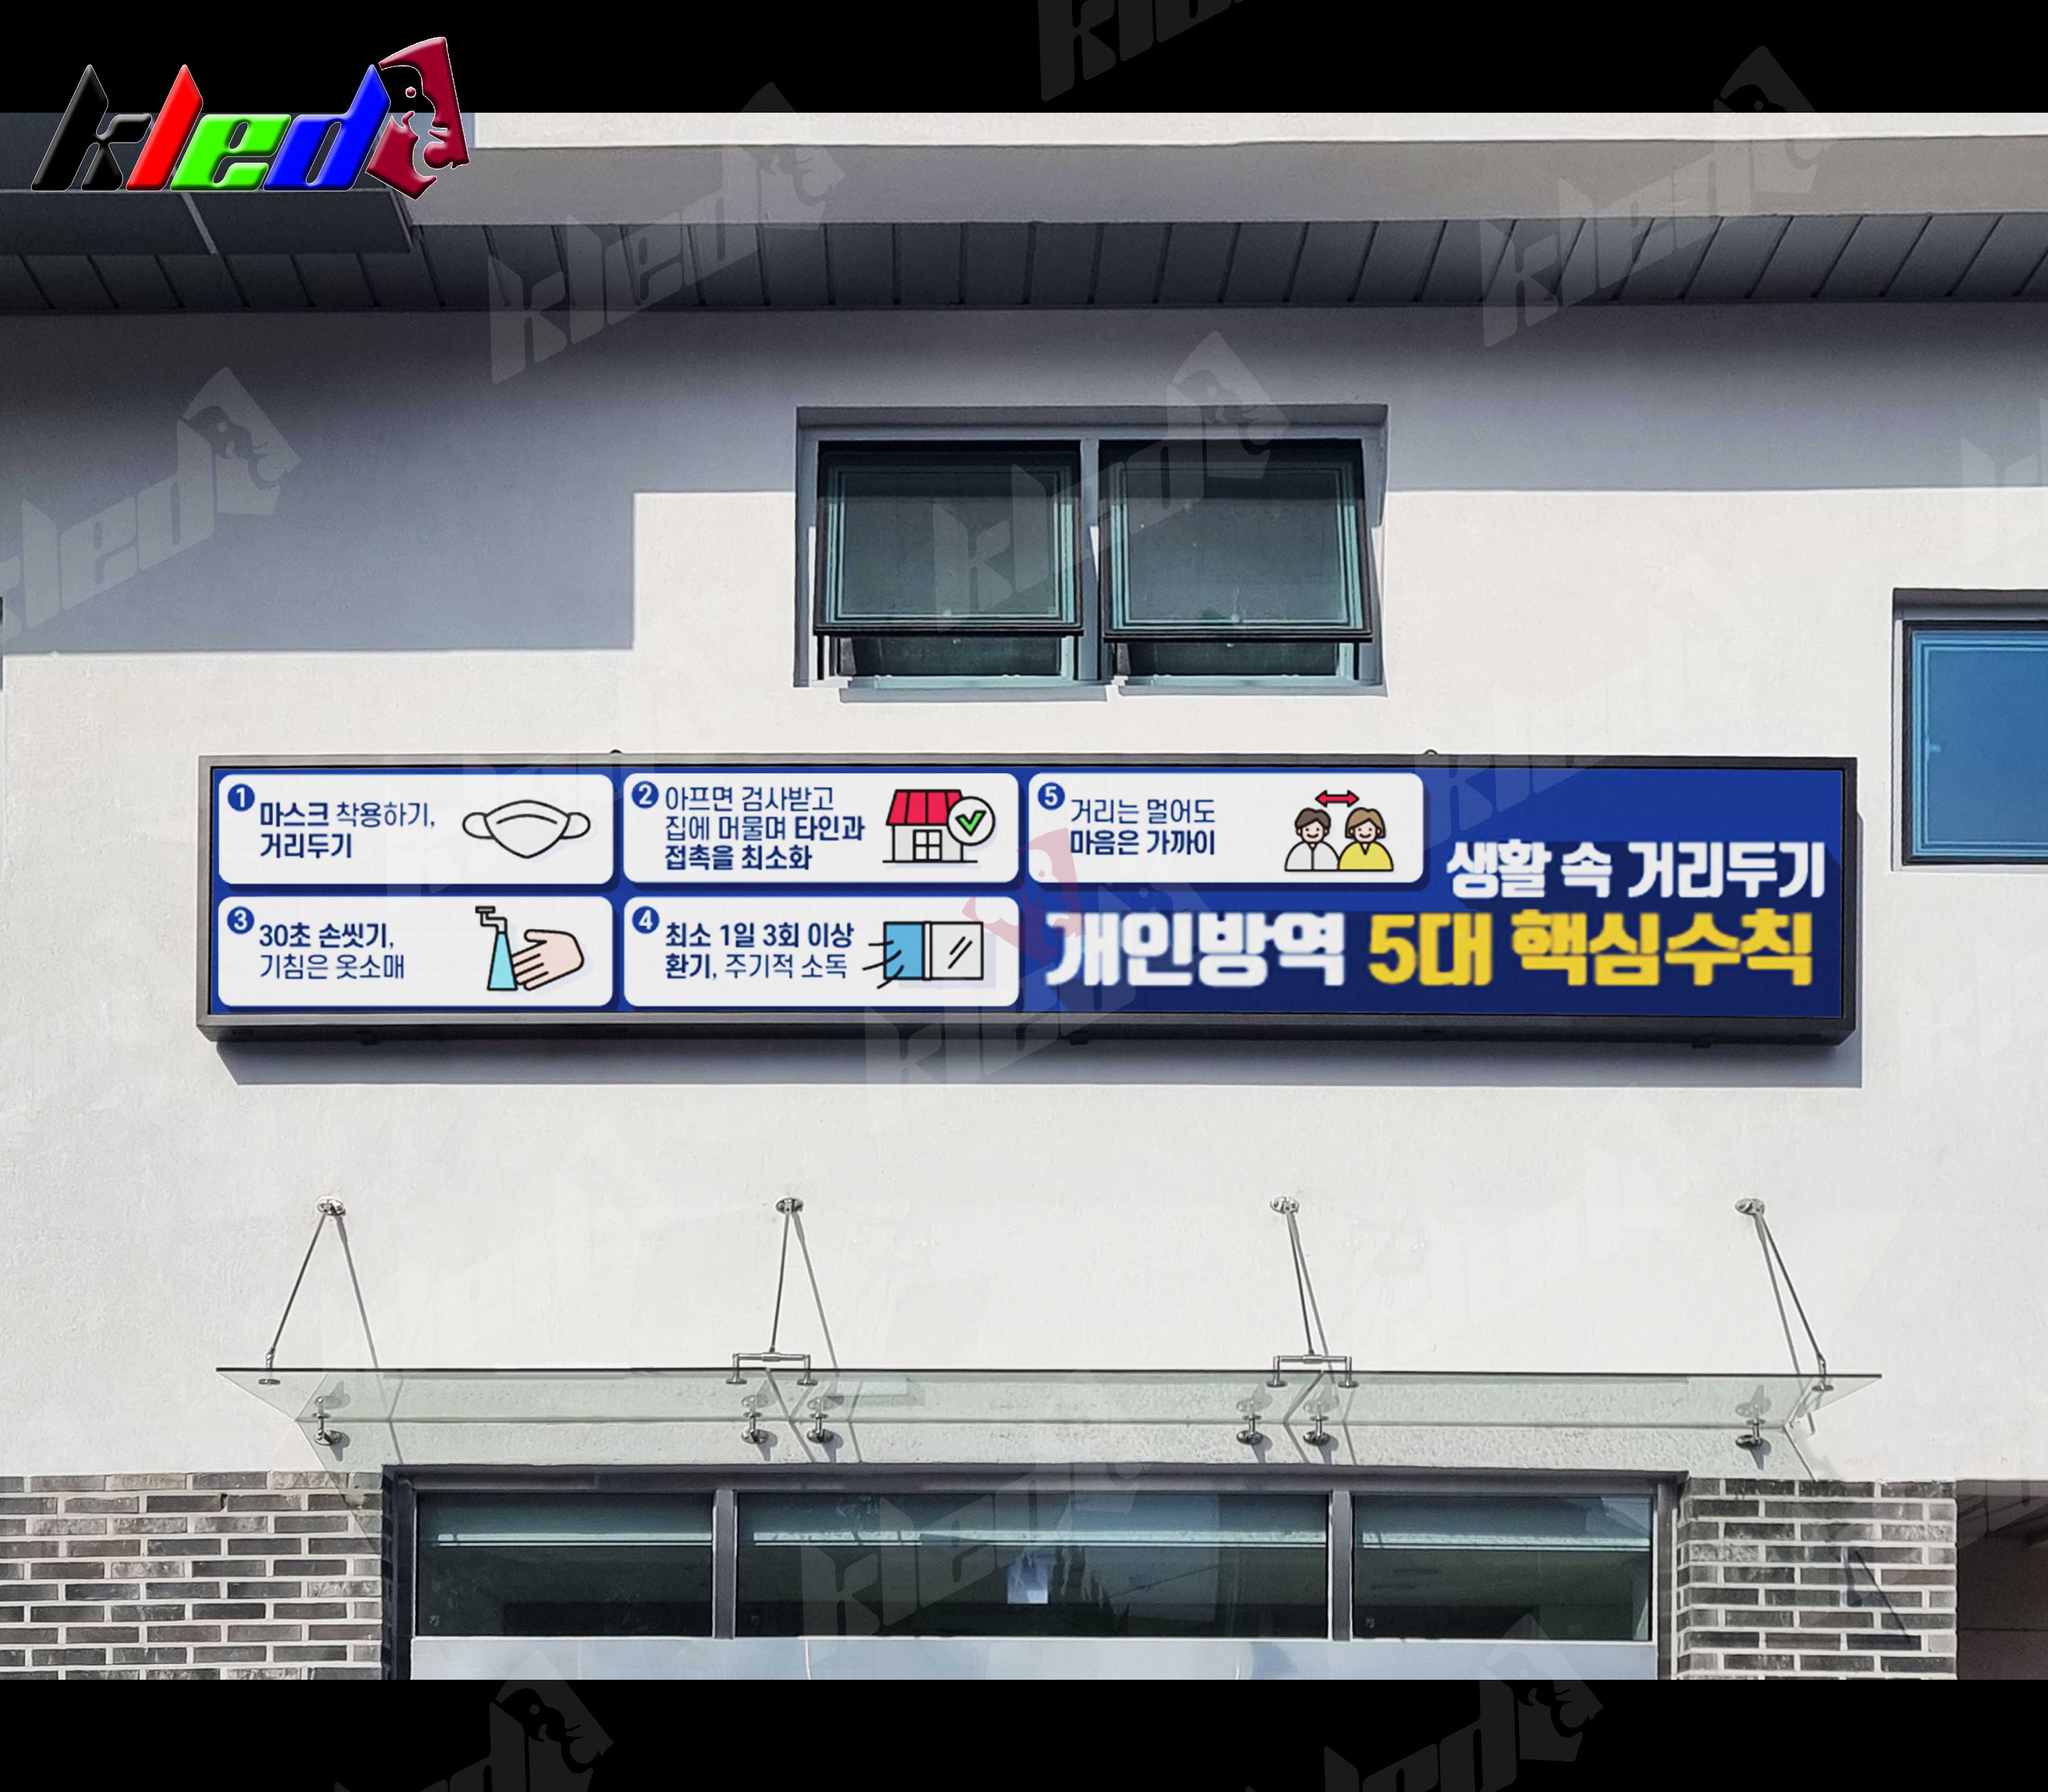 kled
1
마스크 착용하기,
거리두기
2
아프면 검사받고
집에 머물며 타인과
접촉을 최소화
3
30초 손씻기,
기침은 옷소매
4
최소 1일 3회 이상
환기, 주기적 소독
5
거리는 멀어도
마음은 가까이
생활 속 거리두기
개인방역 5대 핵심수칙